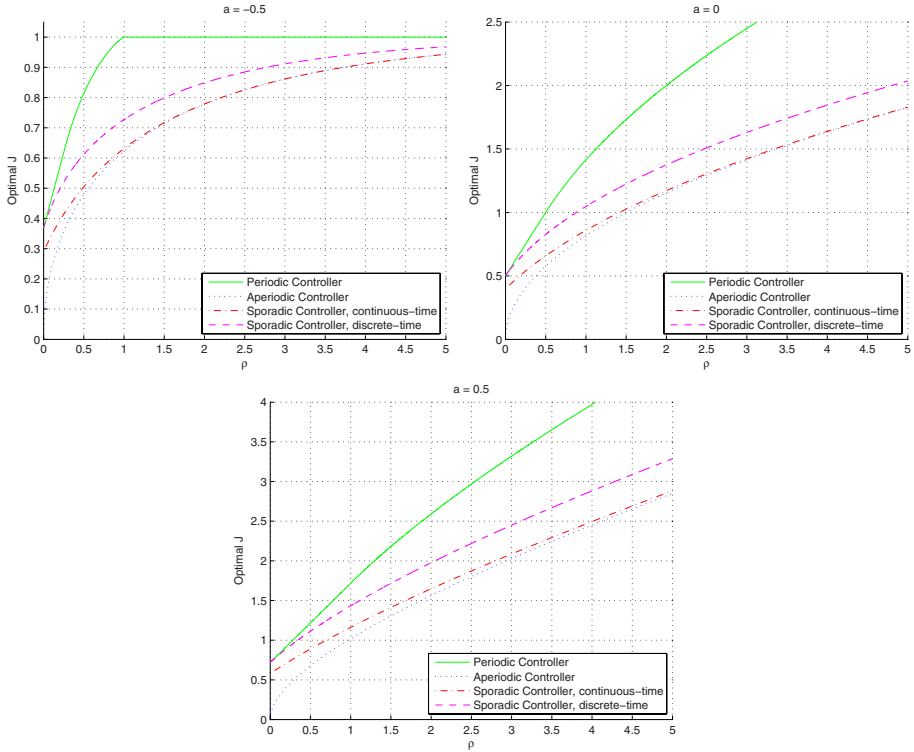 a = −0.5
Optimal J
1
0.9
0.8
0.7
0.6
0.5
0.4
0.3
0.2
0.1
0
0 0.5 1 1.5 2 2.5 3 3.5 4 4.5 5
ρ
Periodic Controller
Aperiodic Controller
Sporadic Controller, continuous−time
Sporadic Controller, discrete−time
a = 0
Optimal J
2.5
2
1.5
1
0.5
0
0 0.5 1 1.5 2 2.5 3 3.5 4 4.5 5
ρ
Periodic Controller
Aperiodic Controller
Sporadic Controller, continuous−time
Sporadic Controller, discrete−time
a = 0.5
Optimal J
4
3.5
3
2.5
2
1.5
1
0.5
0
0 0.5 1 1.5 2 2.5 3 3.5 4 4.5 5
ρ
Periodic Controller
Aperiodic Controller
Sporadic Controller, continuous−time
Sporadic Controller, discrete−time